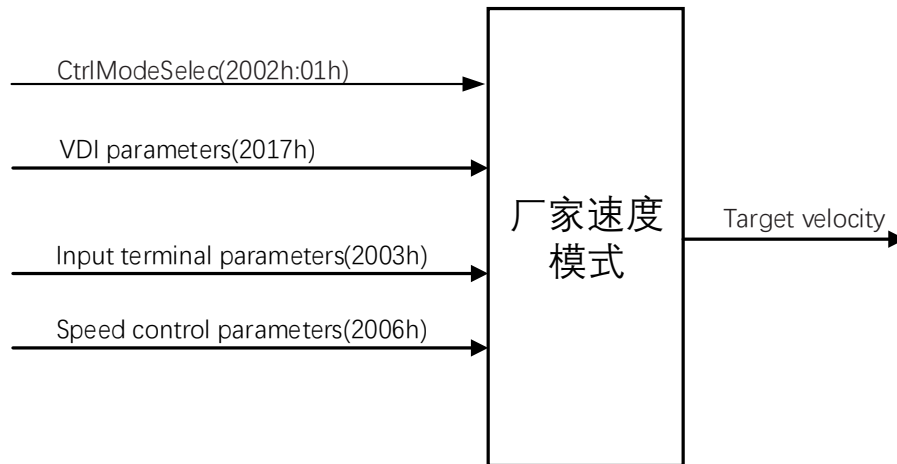 CtrlModeSelec(2002h:01h)
VDI parameters(2017h)
Input terminal parameters(2003h)
Speed control parameters(2006h)
厂家速度
模式
Target velocity